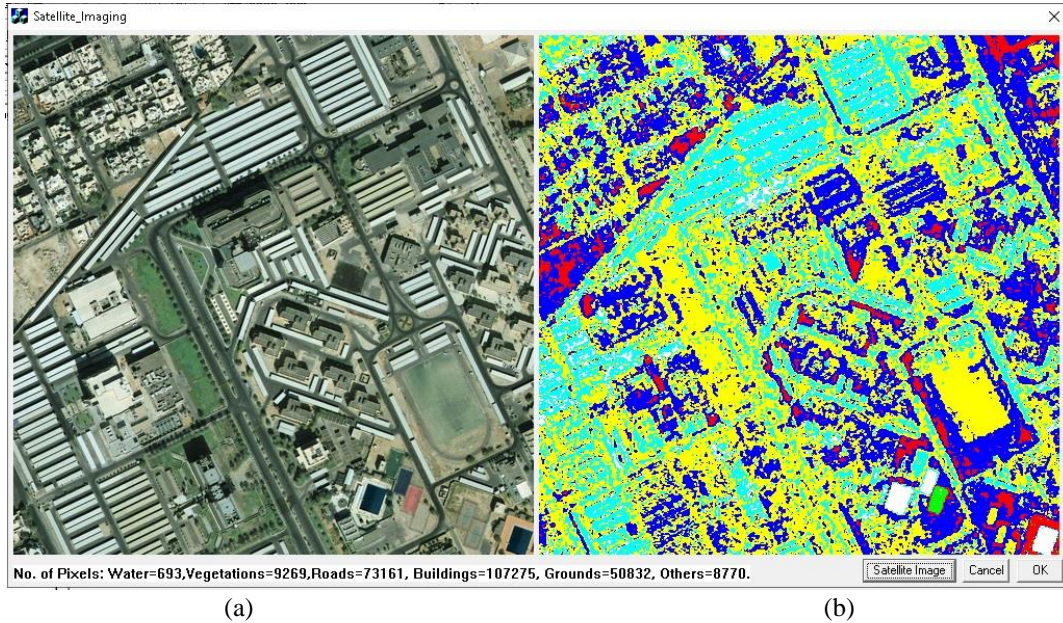 Satellite_Imaging
No. of Pixels: Water=693,Vegetations=9269,Roads=73161, Buildings=107275, Grounds=50832, Others=8770.
Satellite Image
Cancel
OK
(a)
(b)